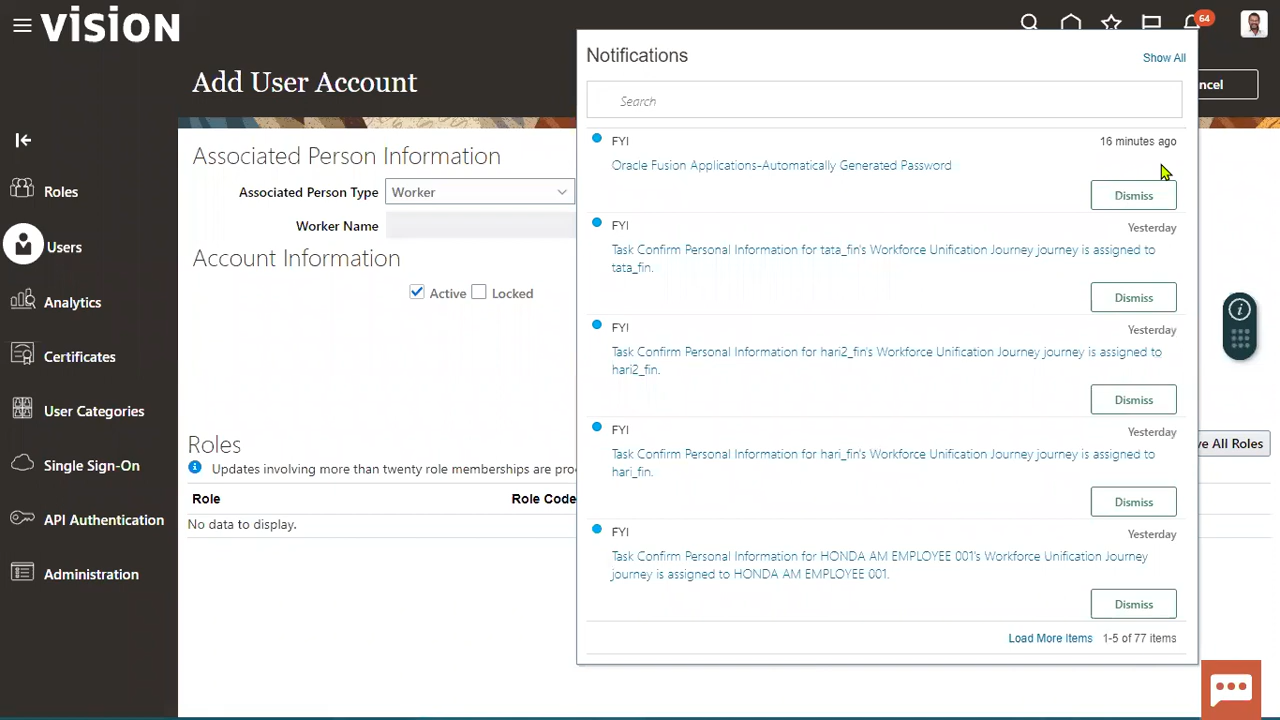 vision
64
Add User Account
ncel
Notifications
Show All
Search
FYI
16 minutes ago
Oracle Fusion Applications-Automatically Generated Password
Dismiss
FYI
Yesterday
Task Confirm Personal Information for tata_fin's Workforce Unification Journey journey is assigned to
tata_fin.
Dismiss
FYI
Yesterday
Task Confirm Personal Information for hari2_fin's Workforce Unification Journey journey is assigned to
hari2_fin.
Dismiss
FYI
Yesterday
Task Confirm Personal Information for hari_fin's Workforce Unification Journey journey is assigned to
hari_fin.
Dismiss
FYI
Yesterday
Task Confirm Personal Information for HONDA AM EMPLOYEE 001's Workforce Unification Journey
journey is assigned to HONDA AM EMPLOYEE 001.
Dismiss
Load More Items 1-5 of 77 items
Roles
Users
Analytics
Certificates
User Categories
Single Sign-On
API Authentication
Administration
Associated Person Information
Associated Person Type Worker
Worker Name
Account Information
Active Locked
Roles
ve All Roles
Updates involving more than twenty role memberships are pro
Role Role Code
No data to display.